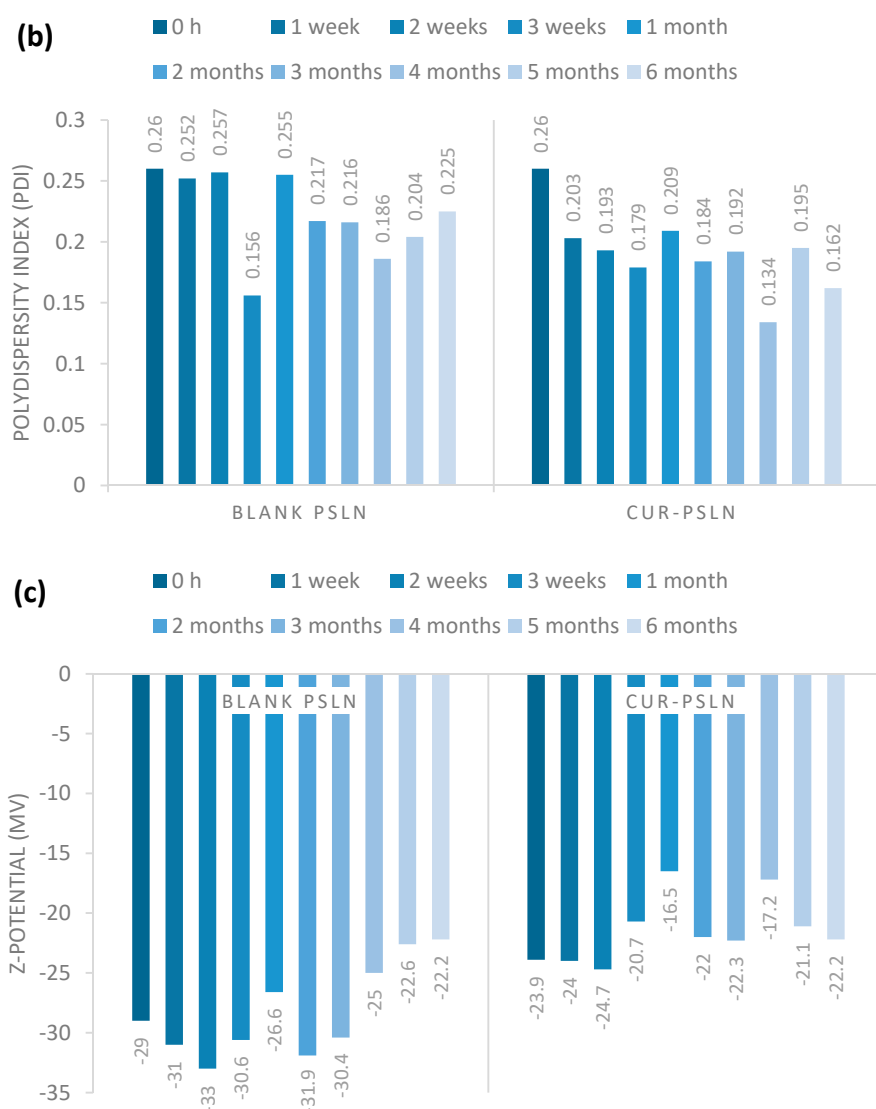 (b)
0 h 1 week 2 weeks 3 weeks 1 month
2 months 3 months 4 months 5 months 6 months
POLYDISPERSITY INDEX (PDI)
0.3
0.25
0.2
0.15
0.1
0.05
0
0.26 0.252 0.257 0.156 0.255 0.217 0.216 0.186 0.204 0.225
0.26 0.203 0.193 0.179 0.209 0.184 0.192 0.134 0.195 0.162
BLANK PSLN CUR-PSLN
(c)
0 h 1 week 2 weeks 3 weeks 1 month
2 months 3 months 4 months 5 months 6 months
Z-POTENTIAL (MV)
0
-5
-10
-15
-20
-25
-30
-35
BLANK PSLN CUR-PSLN
-29 -31 -33 -30.6 -26.6 -31.9 -30.4 -25 -22.6 -22.2
-23.9 -24 -24.7 -20.7 -16.5 -22 -22.3 -17.2 -21.1 -22.2